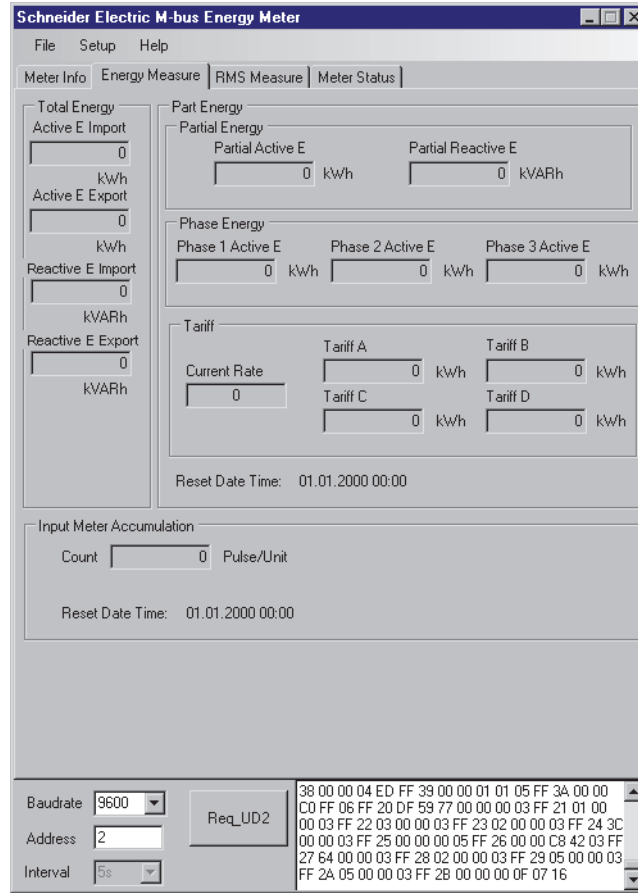 Schneider Electric M-bus Energy Meter
File Setup Help
Meter Info Energy Measure RMS Measure Meter Status
Total Energy
Active E Import
0
kWh
Active E Export
0
kWh
Reactive E Import
0
kVARh
Reactive E Export
0
kVARh
Part Energy
Partial Energy
Partial Active E Partial Reactive E
0 kWh 0 kVARh
Phase Energy
Phase 1 Active E Phase 2 Active E Phase 3 Active E
0 kWh 0 kWh 0 kWh
Tariff
Tariff A Tariff B
Current Rate 0 kWh 0 kWh
0 Tariff C Tariff D
0 kWh 0 kWh
Reset Date Time: 01.01.2000 00:00
Input Meter Accumulation
Count 0 Pulse/Unit
Reset Date Time: 01.01.2000 00:00
Baudrate 9600
Address 2
Interval 5s
Req_UD2
38 00 00 04 ED FF 39 00 00 01 01 05 FF 3A 00 00
C0 FF 06 FF 20 DF 59 77 00 00 00 03 FF 21 01 00
00 03 FF 22 03 00 00 03 FF 23 02 00 00 03 FF 24 3C
00 00 03 FF 25 00 00 00 05 FF 26 00 00 C8 42 03 FF
27 64 00 00 03 FF 28 02 00 00 03 FF 29 05 00 00 03
FF 2A 05 00 00 03 FF 2B 00 00 00 0F 07 16